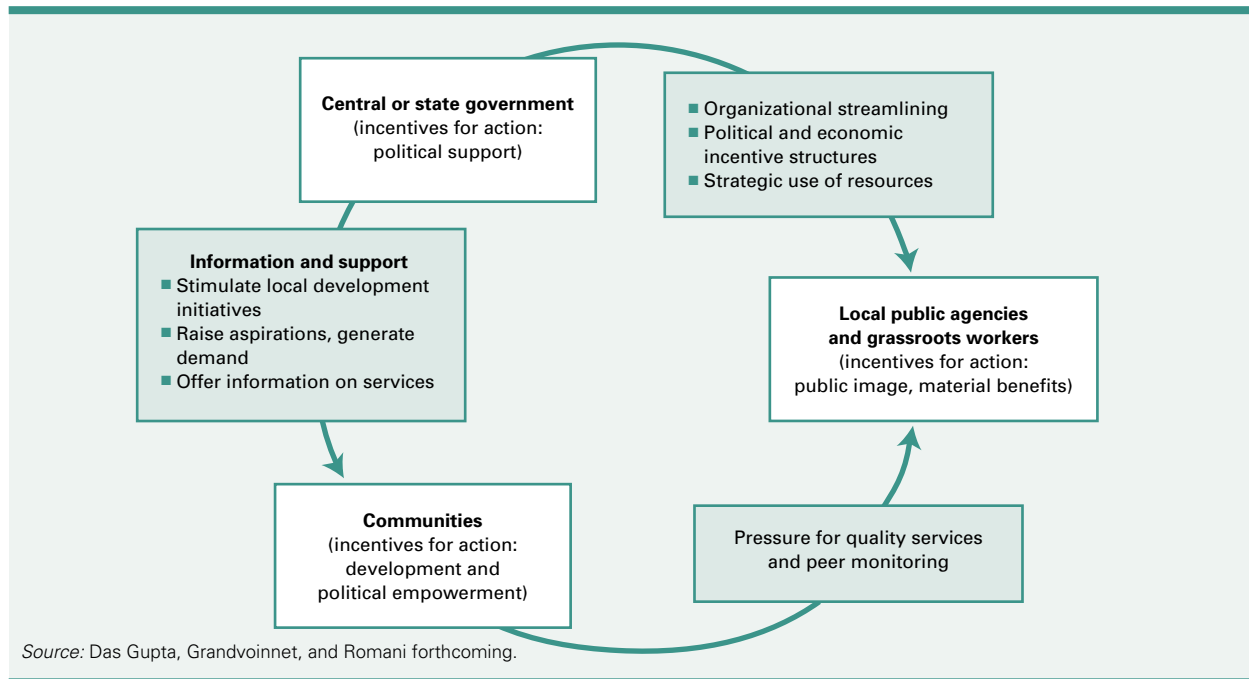 Central or state government
(incentives for action:
political support)
■ Organizational streamlining
■ Political and economic
incentive structures
■ Strategic use of resources
Information and support
■ Stimulate local development
initiatives
■ Raise aspirations, generate
demand
■ Offer information on services
Local public agencies
and grassroots workers
(incentives for action:
public image, material benefits)
Communities
(incentives for action:
development and
political empowerment)
Pressure for quality services
and peer monitoring
Source: Das Gupta, Grandvoinnet, and Romani forthcoming.